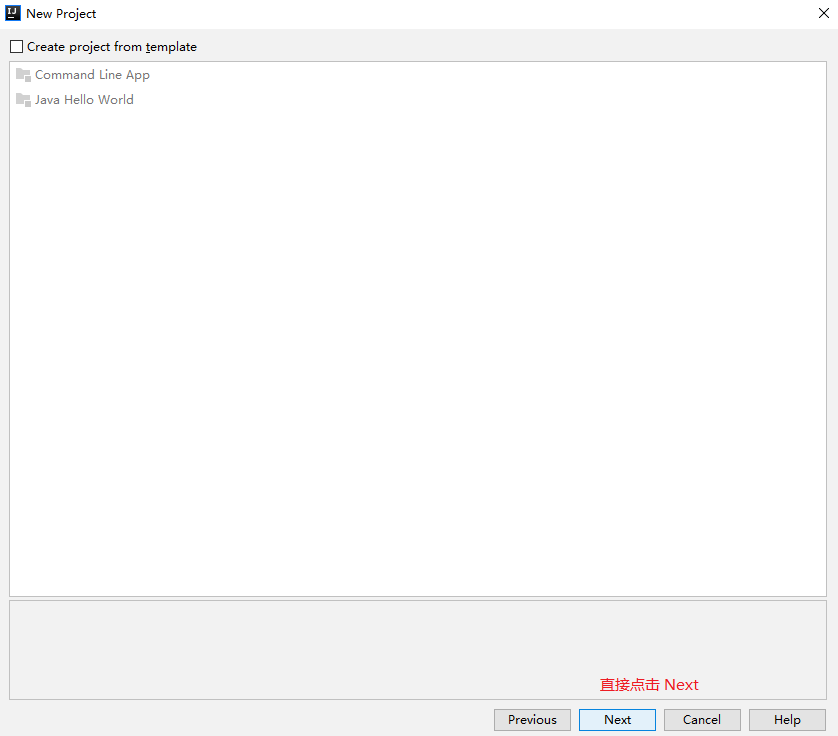 New Project
Create project from template
Command Line App
Java Hello World
直接点击 Next
Previous Next Cancel Help